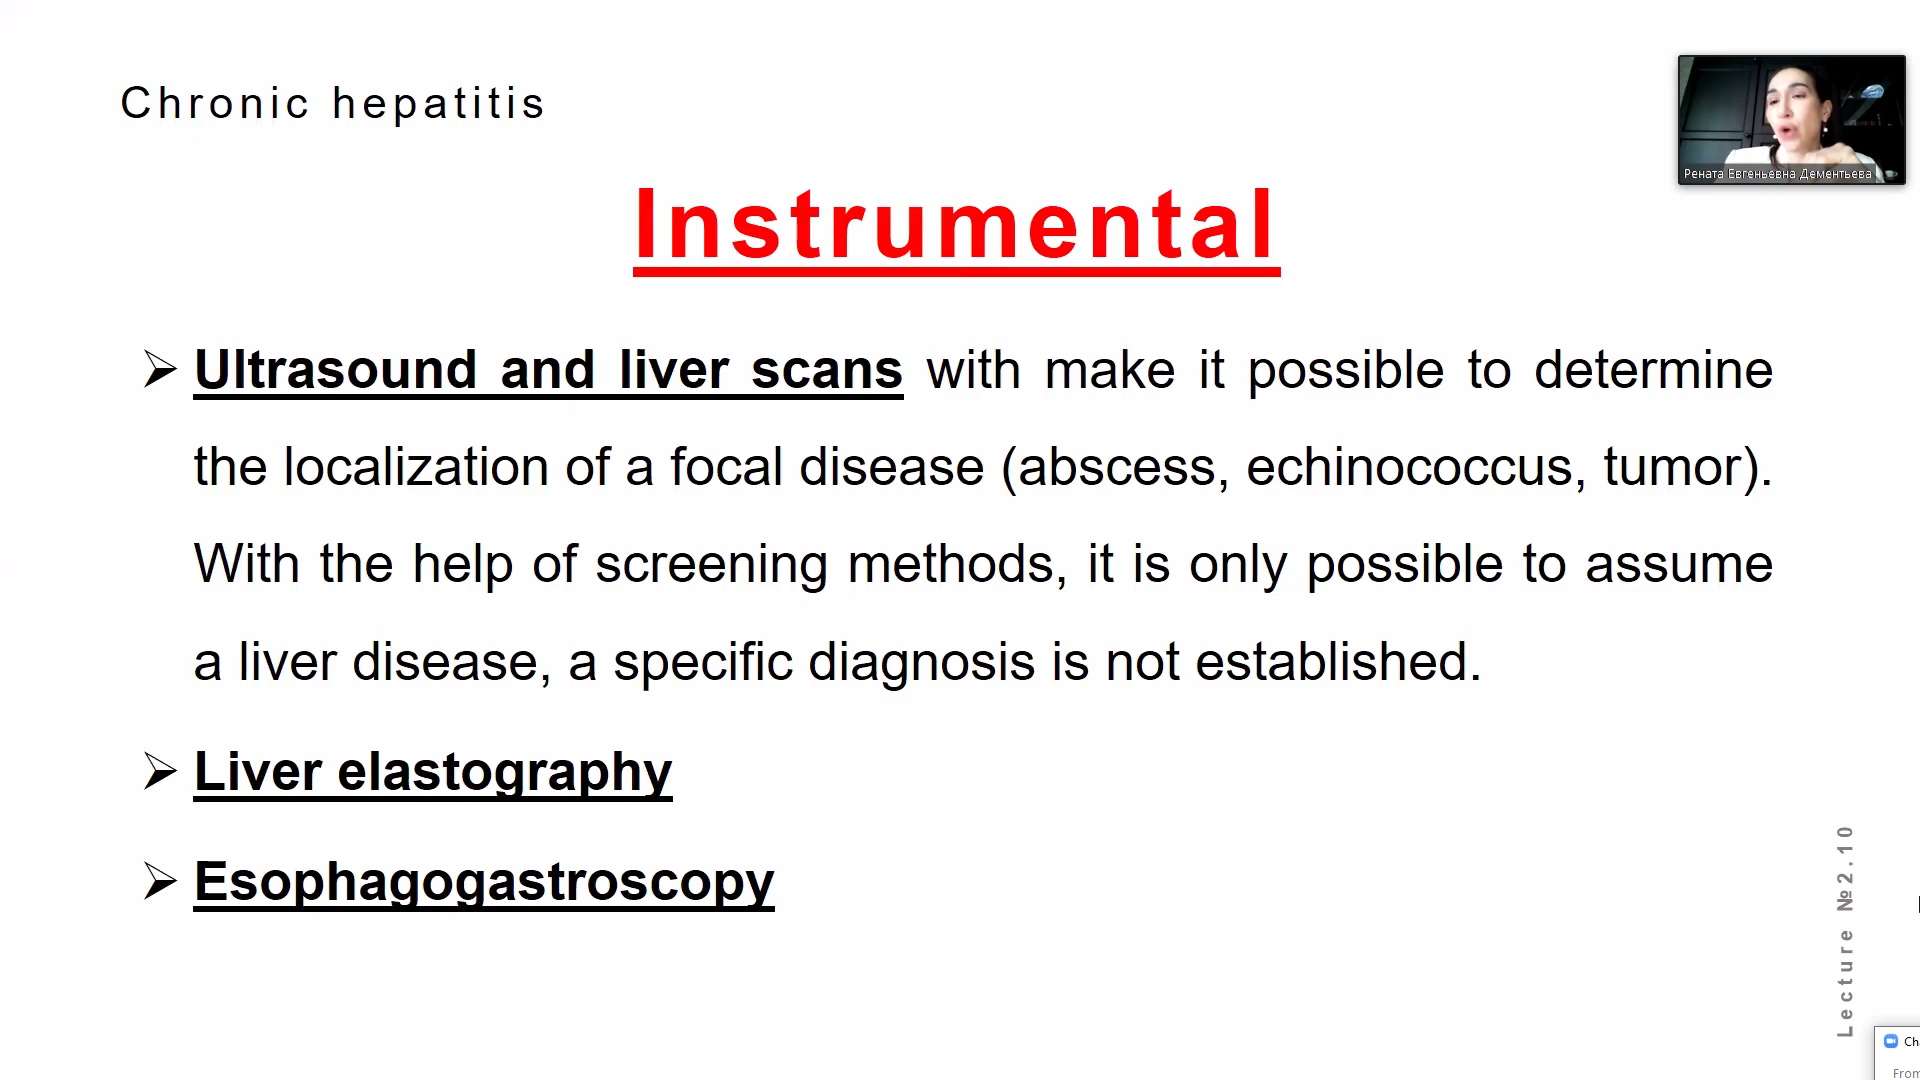 Chronic hepatitis
Рената Евгеньевна Дементьева
Instrumental
➢ Ultrasound and liver scans with make it possible to determine
the localization of a focal disease (abscess, echinococcus, tumor).
With the help of screening methods, it is only possible to assume
a liver disease, a specific diagnosis is not established.
➢ Liver elastography
➢ Esophagogastroscopy
Lecture №2.10
From